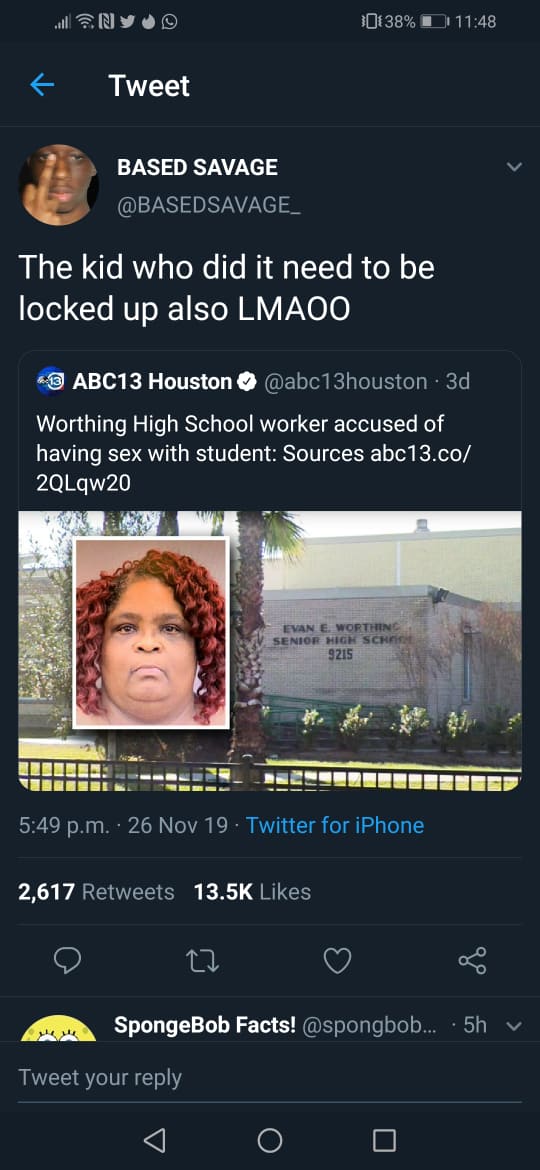 38% 11:48
Tweet
BASED SAVAGE
@BASEDSAVAGE_
The kid who did it need to be
locked up also LMAOO
13 ABC13 Houston @abc13houston · 3d
Worthing High School worker accused of
having sex with student: Sources abc13.co/
2QLqw20
EVAN E. WORTHING
SENIOR HIGH SCHOOL
9215
5:49 p.m. · 26 Nov 19 · Twitter for iPhone
2,617 Retweets 13.5K Likes
SpongeBob Facts! @spongbob... · 5h
Tweet your reply